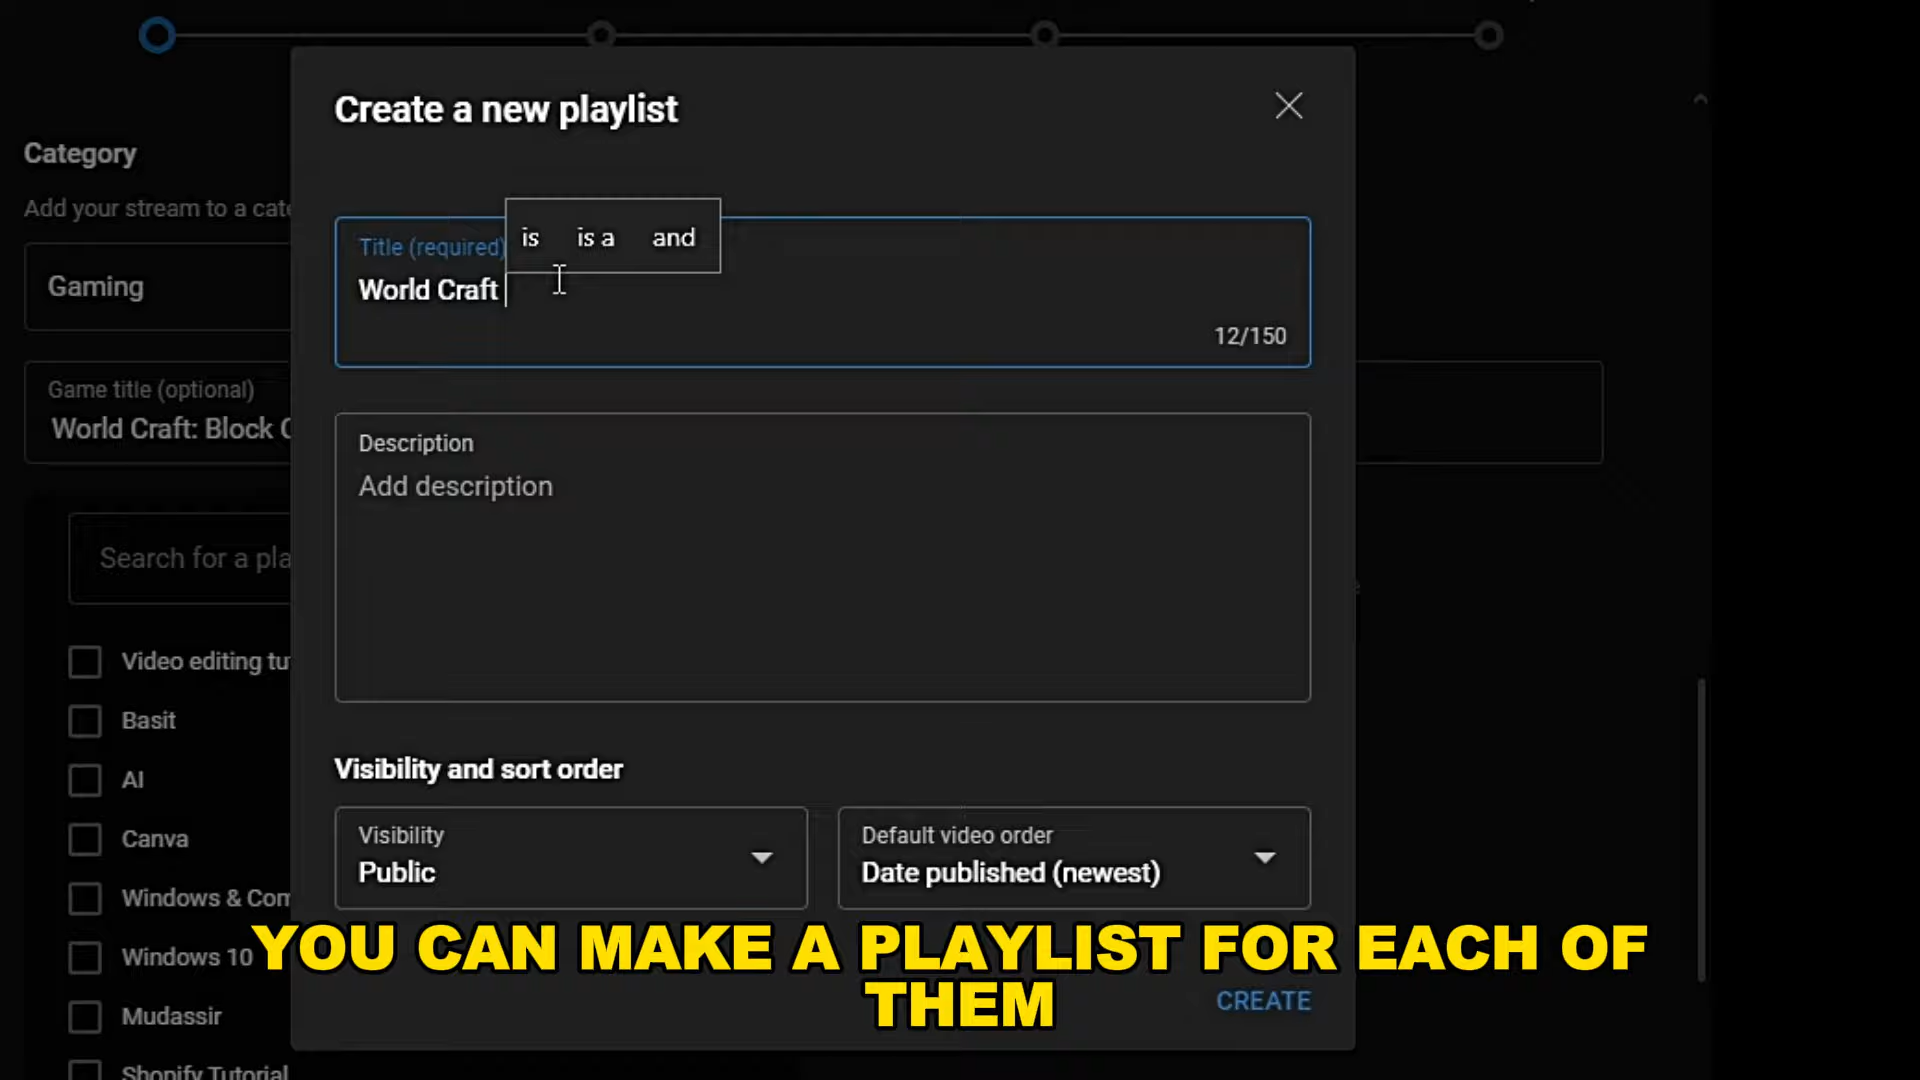 Create a new playlist
Category
Add your stream to a cate
is is a and
Title (required)
World Craft
Gaming
12/150
Game title (optional)
World Craft: Block C
Description
Add description
Search for a pla
Video editing tu
Basit
AI
Visibility and sort order
Canva
Visibility
Public
Default video order
Date published (newest)
Windows & Com
YOU CAN MAKE A PLAYLIST FOR EACH OF
THEM
Windows 10
CREATE
Mudassir
Shopify Tutorial